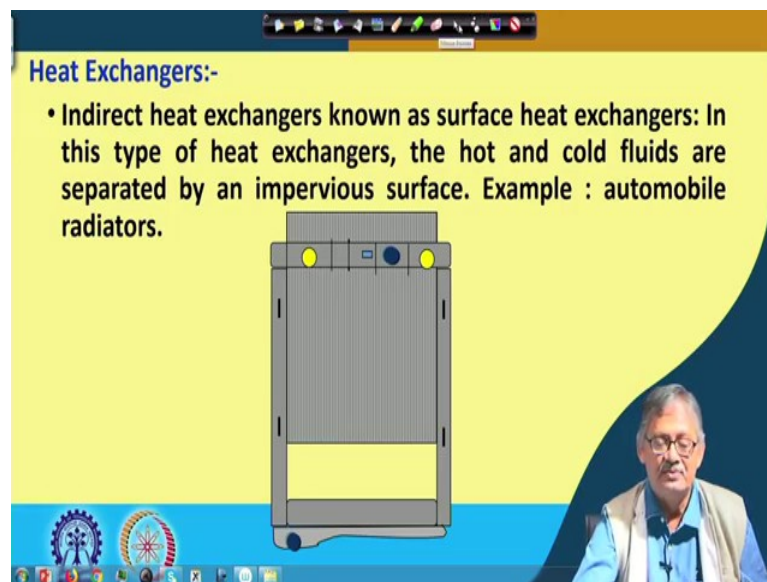 Heat Exchangers:-
• Indirect heat exchangers known as surface heat exchangers: In
this type of heat exchangers, the hot and cold fluids are
separated by an impervious surface. Example : automobile
radiators.